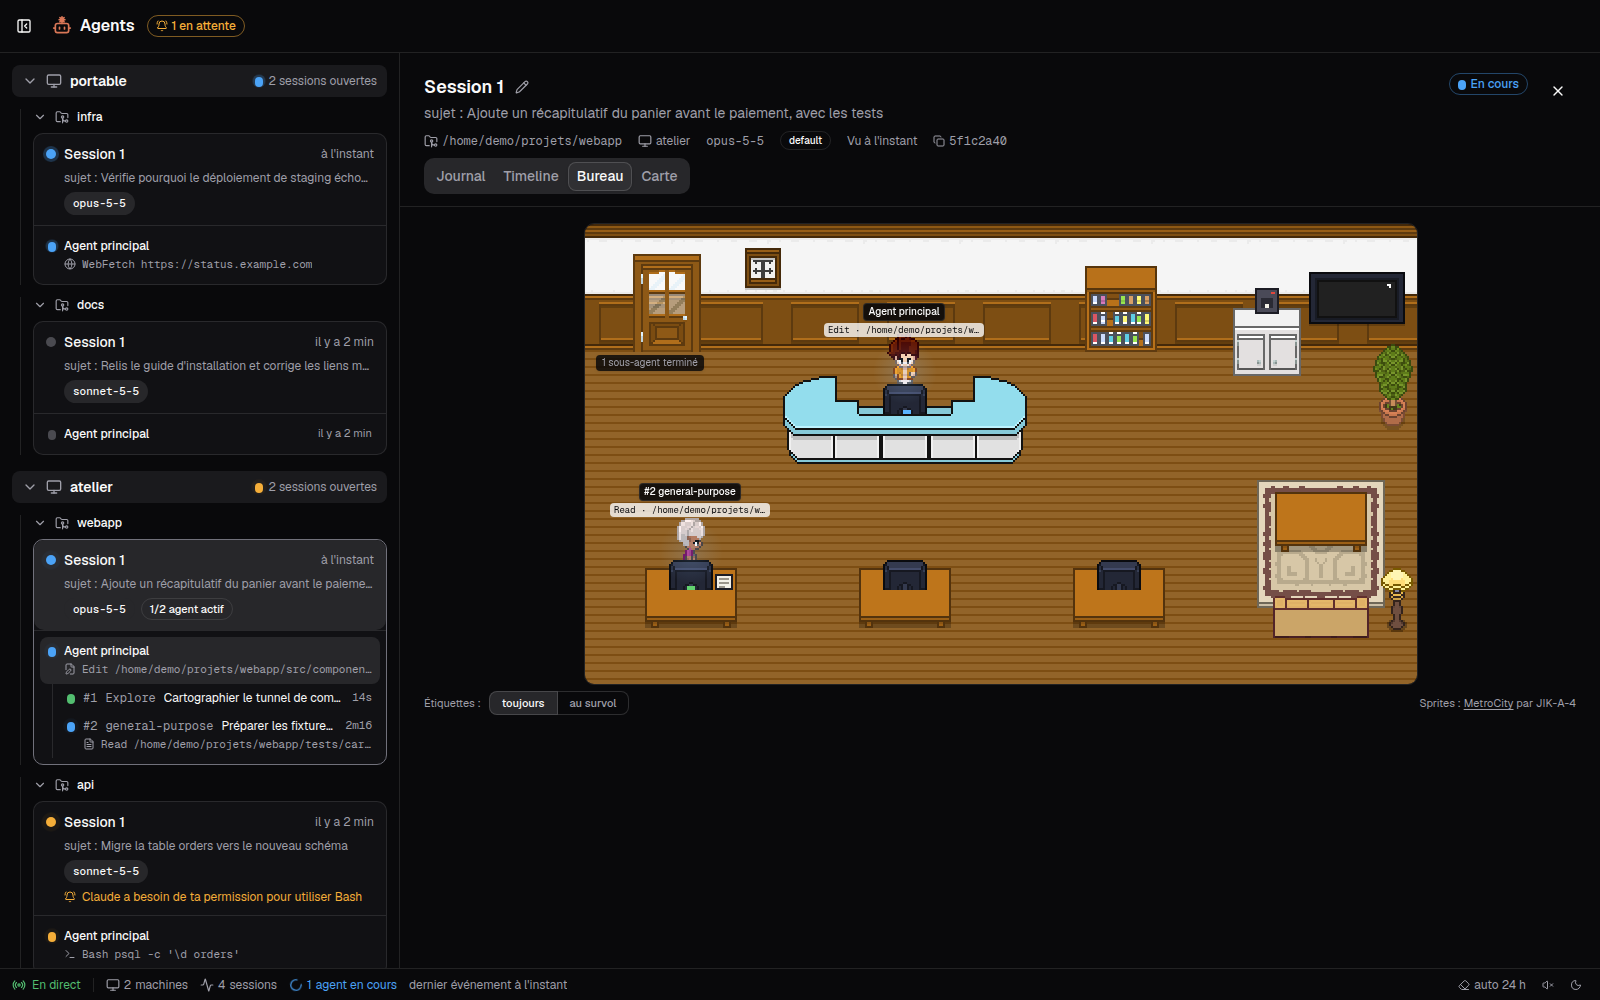 Agents
1 en attente
portable
2 sessions ouvertes
infra
Session 1
à l'instant
sujet : Vérifie pourquoi le déploiement de staging écho…
opus-5-5
Agent principal
WebFetch https://status.example.com
docs
Session 1
il y a 2 min
sujet : Relis le guide d'installation et corrige les liens m…
sonnet-5-5
Agent principal
il y a 2 min
atelier
2 sessions ouvertes
webapp
Session 1
à l'instant
sujet : Ajoute un récapitulatif du panier avant le paieme…
opus-5-5
1/2 agent actif
Agent principal
Edit /home/demo/projets/webapp/src/componen…
#1 Explore Cartographier le tunnel de com… 14s
#2 general-purpose Préparer les fixture… 2m16
Read /home/demo/projets/webapp/tests/car…
api
Session 1
il y a 2 min
sujet : Migre la table orders vers le nouveau schéma
sonnet-5-5
Claude a besoin de ta permission pour utiliser Bash
Agent principal
Bash psql -c '\d orders'
Session 1
En cours
sujet : Ajoute un récapitulatif du panier avant le paiement, avec les tests
/home/demo/projets/webapp atelier opus-5-5 default Vu à l'instant 5f1c2a40
Journal Timeline Bureau Carte
Agent principal
Edit · /home/demo/projets/w…
1 sous-agent terminé
#2 general-purpose
Read · /home/demo/projets/w…
Étiquettes : toujours au survol
Sprites : MetroCity par JIK-A-4
En direct 2 machines 4 sessions 1 agent en cours dernier événement à l'instant
auto 24 h